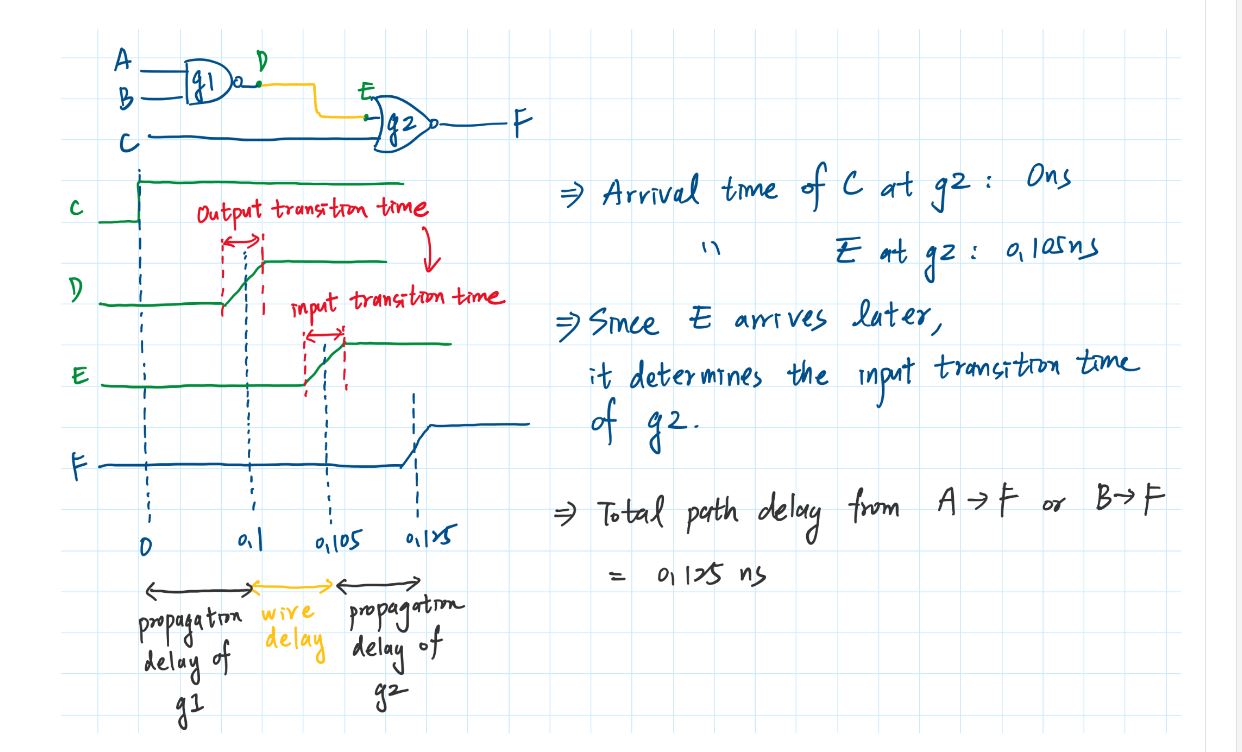 A
B
C
g1
D
E
g2
F
C
Output transition time
D
input transition time
E
F
0
0,1
0,105
0,125
propagation
delay of
g1
wire
delay
propagation
delay of
g2
⇒ Arrival time of C at g2 : 0ns
" E at g2 : 0,105ns
⇒ Since E arrives later,
it determines the input transition time
of g2.
⇒ Total path delay from A → F or B → F
= 0,125 ns